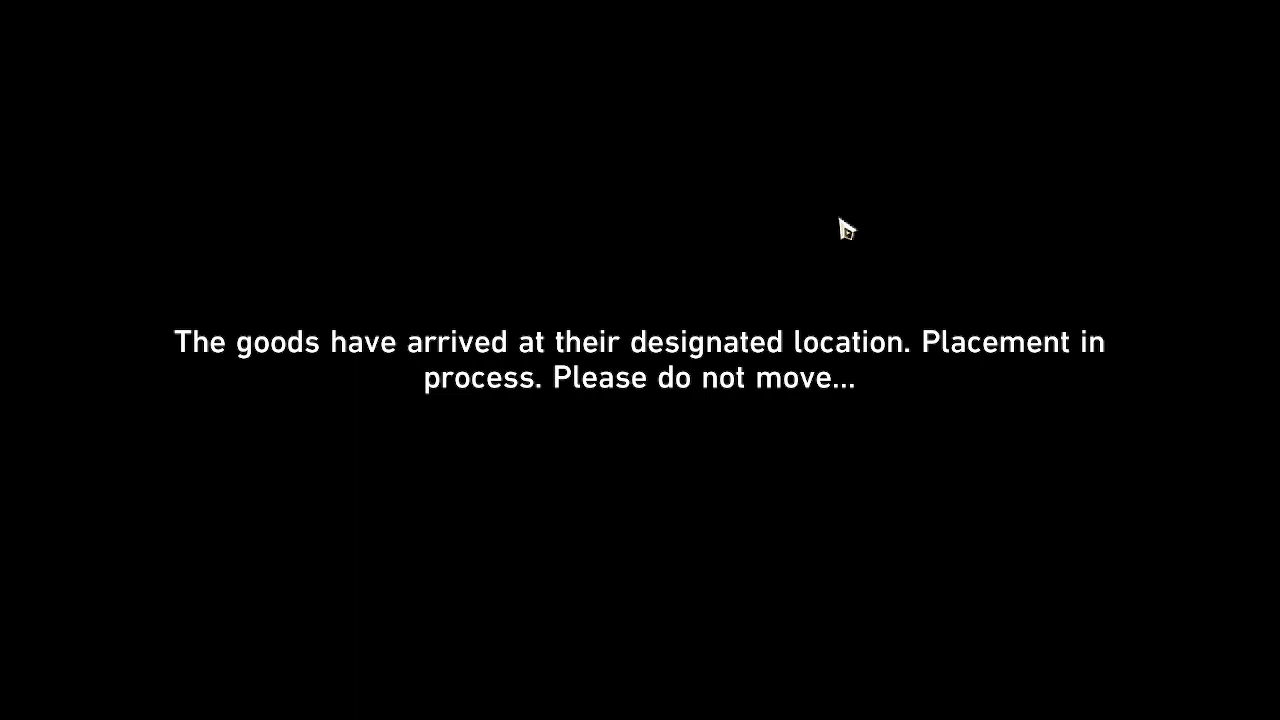 The goods have arrived at their designated location. Placement in
process. Please do not move...